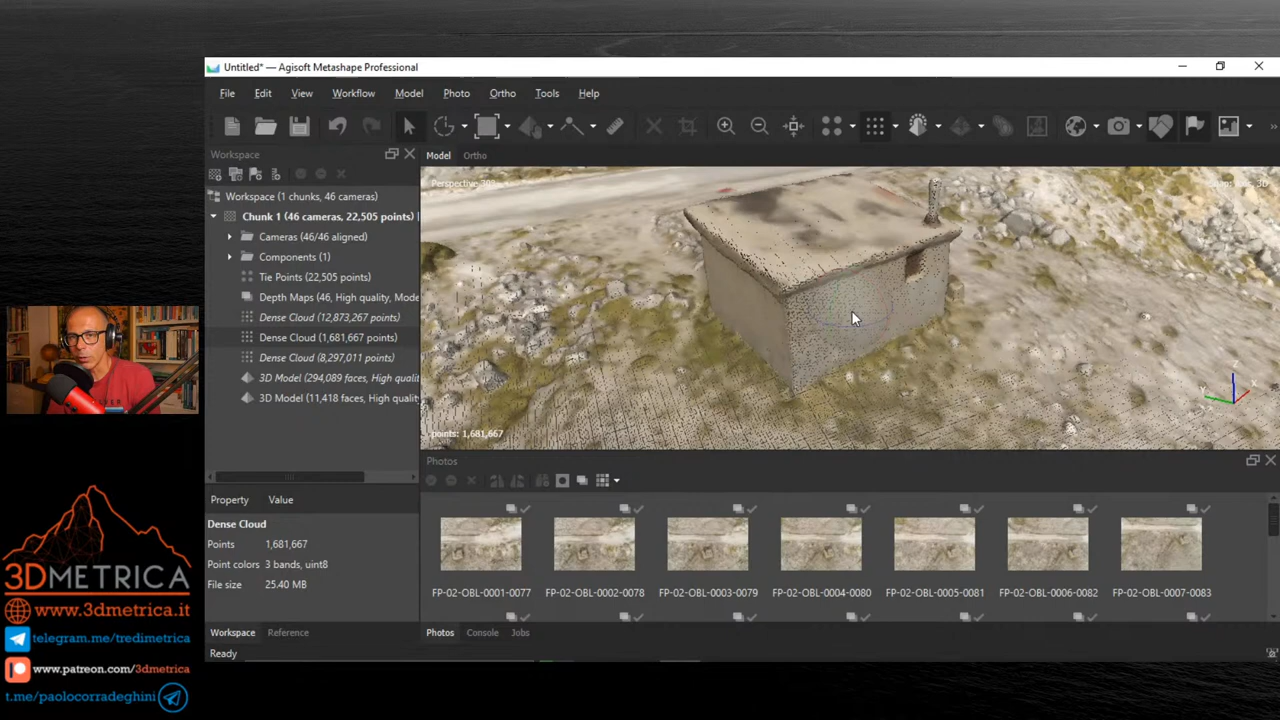 Untitled* — Agisoft Metashape Professional
File Edit View Workflow Model Photo Ortho Tools Help
Workspace
Model Ortho
Workspace (1 chunks, 46 cameras)
Chunk 1 (46 cameras, 22,505 points)
Cameras (46/46 aligned)
Components (1)
Tie Points (22,505 points)
Depth Maps (46, High quality, Mode
Dense Cloud (12,873,267 points)
Dense Cloud (1,681,667 points)
Dense Cloud (8,297,011 points)
3D Model (294,089 faces, High quali
3D Model (11,418 faces, High quality
points: 1,681,667
Photos
Property Value
Dense Cloud
Points 1,681,667
Point colors 3 bands, uint8
File size 25.40 MB
FP-02-OBL-0001-0077 FP-02-OBL-0002-0078 FP-02-OBL-0003-0079 FP-02-OBL-0004-0080 FP-02-OBL-0005-0081 FP-02-OBL-0006-0082 FP-02-OBL-0007-0083
Workspace Reference
Photos Console Jobs
Ready
3DMETRICA
www.3dmetrica.it
telegram.me/tredimetrica
www.patreon.com/3dmetrica
t.me/paolocorradeghini